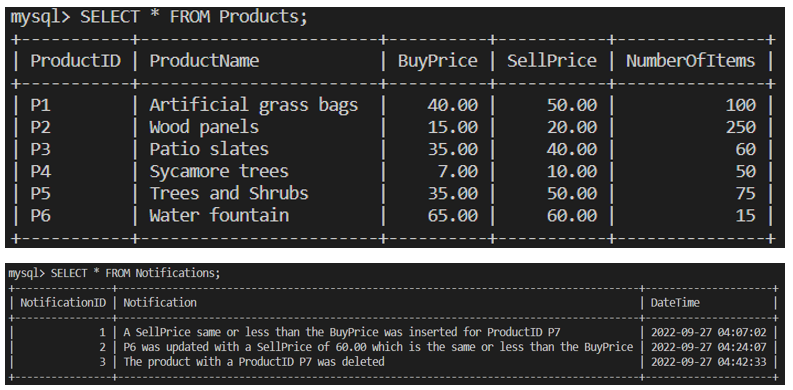 mysql> SELECT * FROM Products;
+-----------+------------------------+----------+-----------+---------------+
| ProductID | ProductName            | BuyPrice | SellPrice | NumberOfItems |
+-----------+------------------------+----------+-----------+---------------+
| P1        | Artificial grass bags  |    40.00 |     50.00 |           100 |
| P2        | Wood panels            |    15.00 |     20.00 |           250 |
| P3        | Patio slates           |    35.00 |     40.00 |            60 |
| P4        | Sycamore trees         |     7.00 |     10.00 |            50 |
| P5        | Trees and Shrubs       |    35.00 |     50.00 |            75 |
| P6        | Water fountain         |    65.00 |     60.00 |            15 |
+-----------+------------------------+----------+-----------+---------------+
mysql> SELECT * FROM Notifications;
+----------------+-----------------------------------------------------------------------------------+---------------------+
| NotificationID | Notification                                                                      | DateTime            |
+----------------+-----------------------------------------------------------------------------------+---------------------+
|              1 | A SellPrice same or less than the BuyPrice was inserted for ProductID P7          | 2022-09-27 04:07:02 |
|              2 | P6 was updated with a SellPrice of 60.00 which is the same or less than the BuyPrice | 2022-09-27 04:24:07 |
|              3 | The product with a ProductID P7 was deleted                                       | 2022-09-27 04:42:33 |
+----------------+-----------------------------------------------------------------------------------+---------------------+